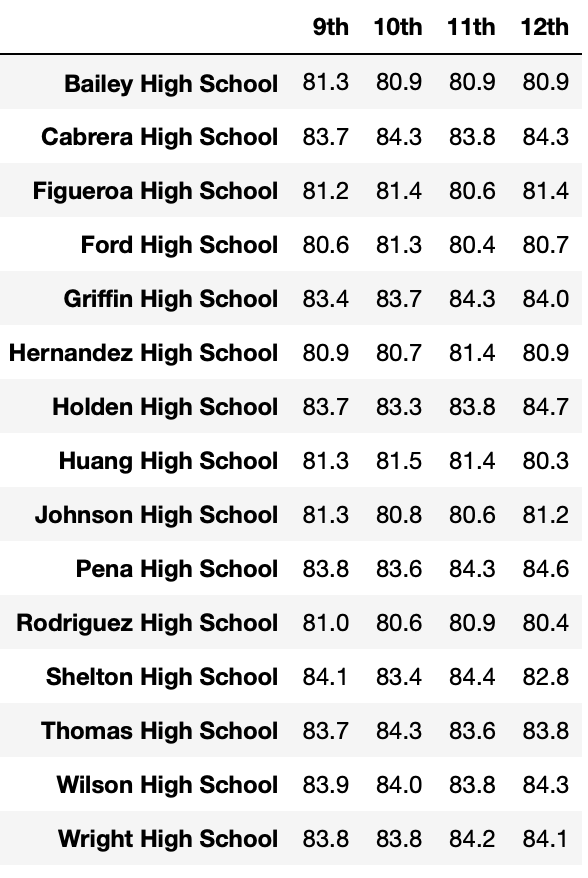 9th 10th 11th 12th
Bailey High School 81.3 80.9 80.9 80.9
Cabrera High School 83.7 84.3 83.8 84.3
Figueroa High School 81.2 81.4 80.6 81.4
Ford High School 80.6 81.3 80.4 80.7
Griffin High School 83.4 83.7 84.3 84.0
Hernandez High School 80.9 80.7 81.4 80.9
Holden High School 83.7 83.3 83.8 84.7
Huang High School 81.3 81.5 81.4 80.3
Johnson High School 81.3 80.8 80.6 81.2
Pena High School 83.8 83.6 84.3 84.6
Rodriguez High School 81.0 80.6 80.9 80.4
Shelton High School 84.1 83.4 84.4 82.8
Thomas High School 83.7 84.3 83.6 83.8
Wilson High School 83.9 84.0 83.8 84.3
Wright High School 83.8 83.8 84.2 84.1